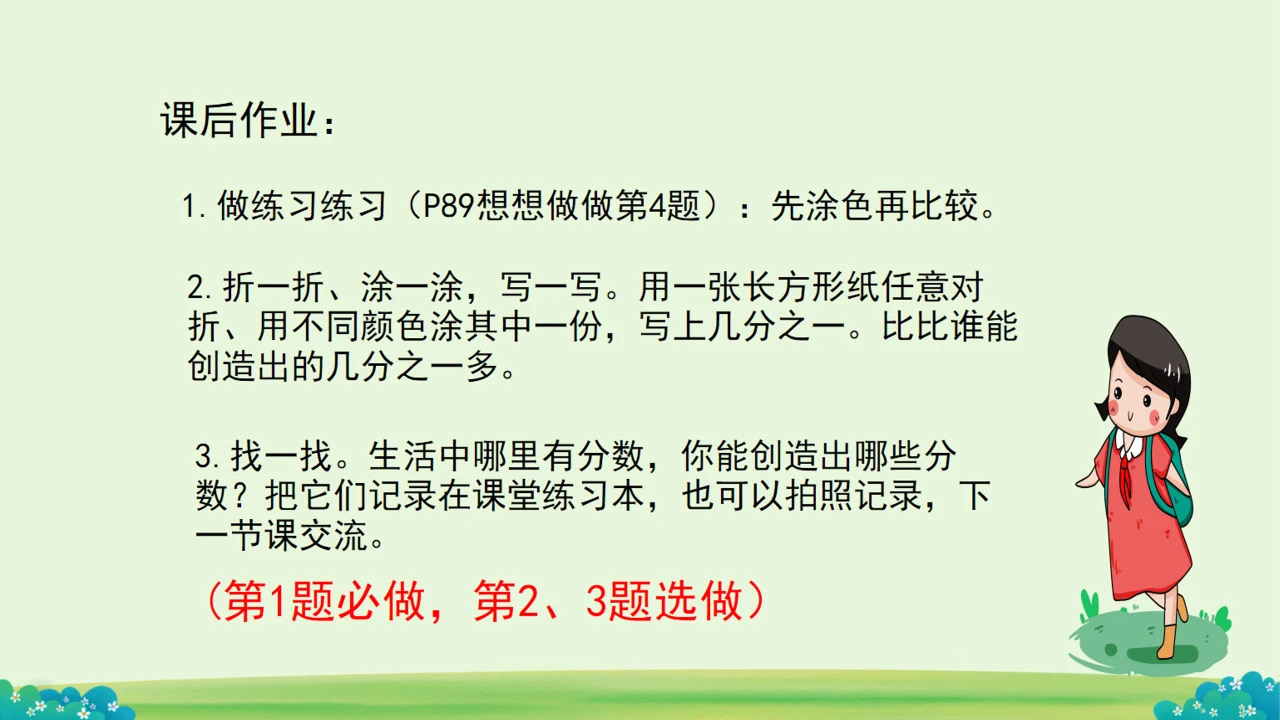 课后作业：
1.做练习练习（P89想想做做第4题）：先涂色再比较。
2.折一折、涂一涂，写一写。用一张长方形纸任意对
折、用不同颜色涂其中一份，写上几分之一。比比谁能
创造出的几分之一多。
3.找一找。生活中哪里有分数，你能创造出哪些分
数？把它们记录在课堂练习本，也可以拍照记录，下
一节课交流。
（第1题必做，第2、3题选做）